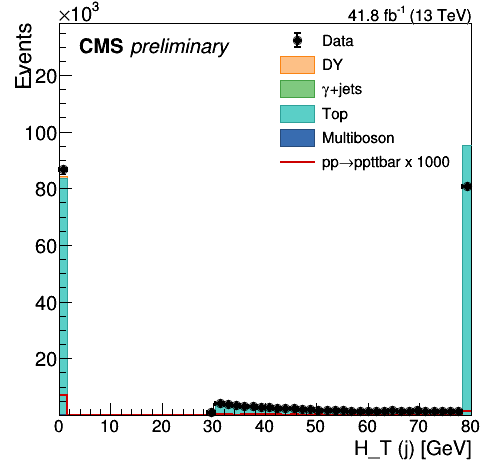 ×10³
41.8 fb⁻¹ (13 TeV)
CMS preliminary
Events
Data
DY
γ+jets
Top
Multiboson
pp→ppttbar x 1000
120
100
80
60
40
20
0 10 20 30 40 50 60 70 80
H_T (j) [GeV]